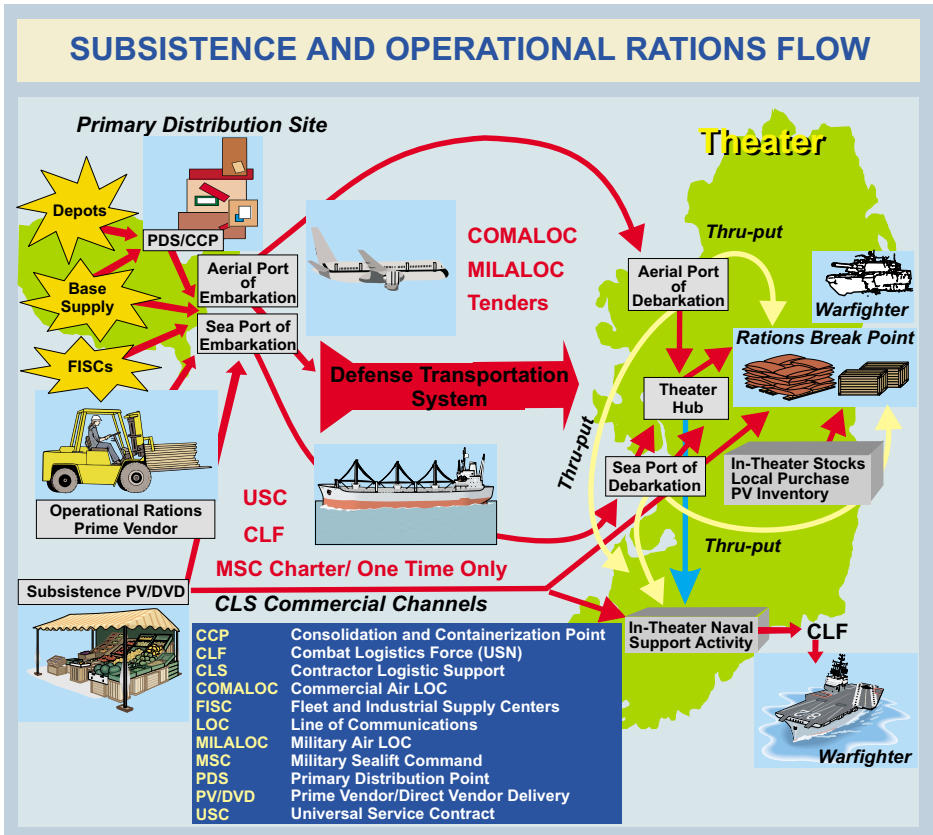 SUBSISTENCE AND OPERATIONAL RATIONS FLOW
Primary Distribution Site
Theater
Depots
PDS/CCP
Base
Supply
FISCs
Aerial Port
of
Embarkation
Sea Port of
Embarkation
COMALOC
MILALOC
Tenders
Thru-put
Aerial Port
of
Debarkation
Warfighter
Rations Break Point
Defense Transportation
System
Theater
Hub
Thru-put
Sea Port of
Debarkation
In-Theater Stocks
Local Purchase
PV Inventory
Operational Rations
Prime Vendor
USC
CLF
Thru-put
MSC Charter/ One Time Only
Subsistence PV/DVD
CLS Commercial Channels
In-Theater Naval
Support Activity
CLF
Warfighter
CCP Consolidation and Containerization Point
CLF Combat Logistics Force (USN)
CLS Contractor Logistic Support
COMALOC Commercial Air LOC
FISC Fleet and Industrial Supply Centers
LOC Line of Communications
MILALOC Military Air LOC
MSC Military Sealift Command
PDS Primary Distribution Point
PV/DVD Prime Vendor/Direct Vendor Delivery
USC Universal Service Contract